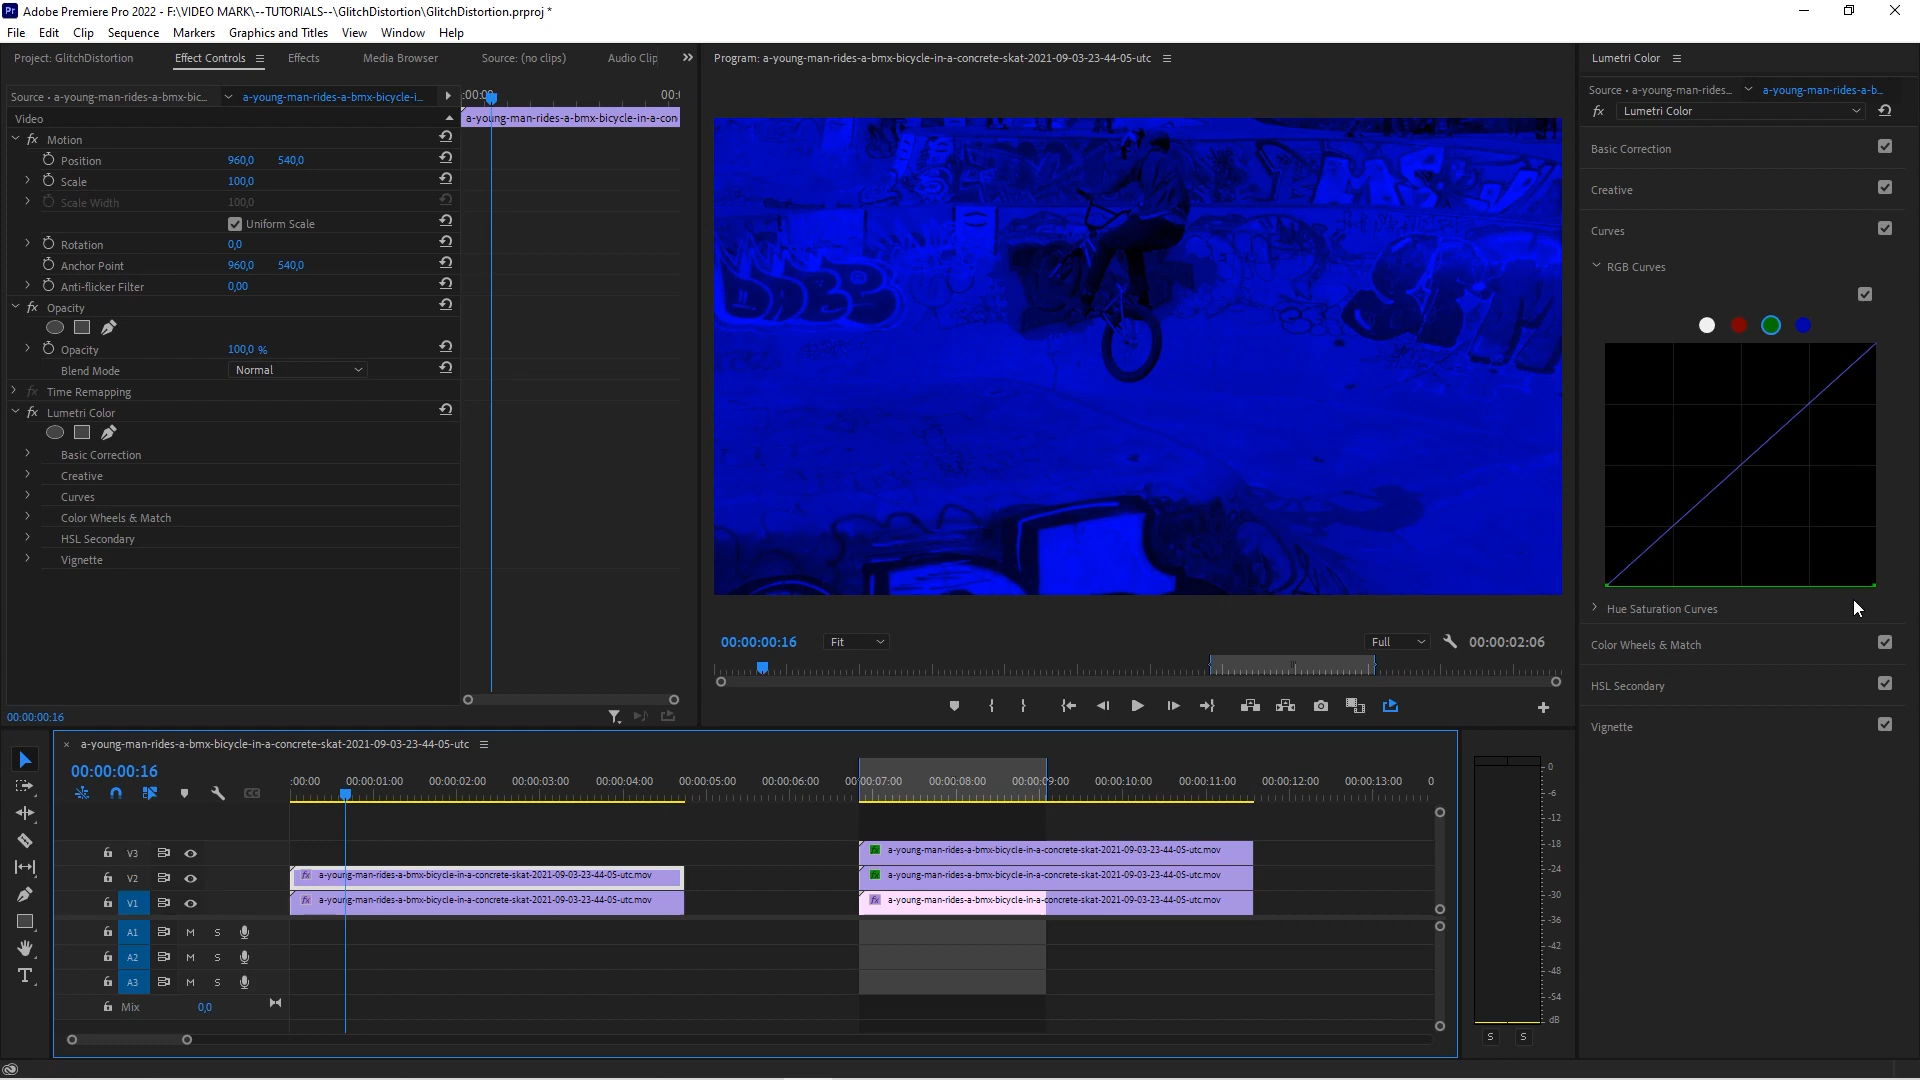 Pr Adobe Premiere Pro 2022 - F:\VIDEO MARK\--TUTORIALS--\GlitchDistortion\GlitchDistortion.prproj *
File Edit Clip Sequence Markers Graphics and Titles View Window Help
Project: GlitchDistortion Effect Controls Effects Media Browser Source: (no clips) Audio Clip
Program: a-young-man-rides-a-bmx-bicycle-in-a-concrete-skat-2021-09-03-23-44-05-utc
Lumetri Color
Source • a-young-man-rides-a-bmx-bic... a-young-man-rides-a-bmx-bicycle-i...
:00:00 00:
Source • a-young-man-rides... a-young-man-rides-a-b...
fx Lumetri Color
Video
a-young-man-rides-a-bmx-bicycle-in-a-con
fx Motion
Position 960,0 540,0
Scale 100,0
Scale Width 100,0
Uniform Scale
Rotation 0,0
Anchor Point 960,0 540,0
Anti-flicker Filter 0,00
fx Opacity
Opacity 100,0 %
Blend Mode Normal
fx Time Remapping
fx Lumetri Color
Basic Correction
Creative
Curves
Color Wheels & Match
HSL Secondary
Vignette
00:00:00:16
00:00:00:16 Fit Full 00:00:02:06
Basic Correction
Creative
Curves
RGB Curves
Hue Saturation Curves
Color Wheels & Match
HSL Secondary
Vignette
× a-young-man-rides-a-bmx-bicycle-in-a-concrete-skat-2021-09-03-23-44-05-utc
00:00:00:16
:00:00 00:00:01:00 00:00:02:00 00:00:03:00 00:00:04:00 00:00:05:00 00:00:06:00 00:00:07:00 00:00:08:00 00:00:09:00 00:00:10:00 00:00:11:00 00:00:12:00 00:00:13:00 0
CC
V3
fx a-young-man-rides-a-bmx-bicycle-in-a-concrete-skat-2021-09-03-23-44-05-utc.mov
V2
fx a-young-man-rides-a-bmx-bicycle-in-a-concrete-skat-2021-09-03-23-44-05-utc.mov
fx a-young-man-rides-a-bmx-bicycle-in-a-concrete-skat-2021-09-03-23-44-05-utc.mov
V1
fx a-young-man-rides-a-bmx-bicycle-in-a-concrete-skat-2021-09-03-23-44-05-utc.mov
fx a-young-man-rides-a-bmx-bicycle-in-a-concrete-skat-2021-09-03-23-44-05-utc.mov
A1 M S
A2 M S
A3 M S
Mix 0,0
0
-6
-12
-18
-24
-30
-36
-42
-48
-54
dB
S S